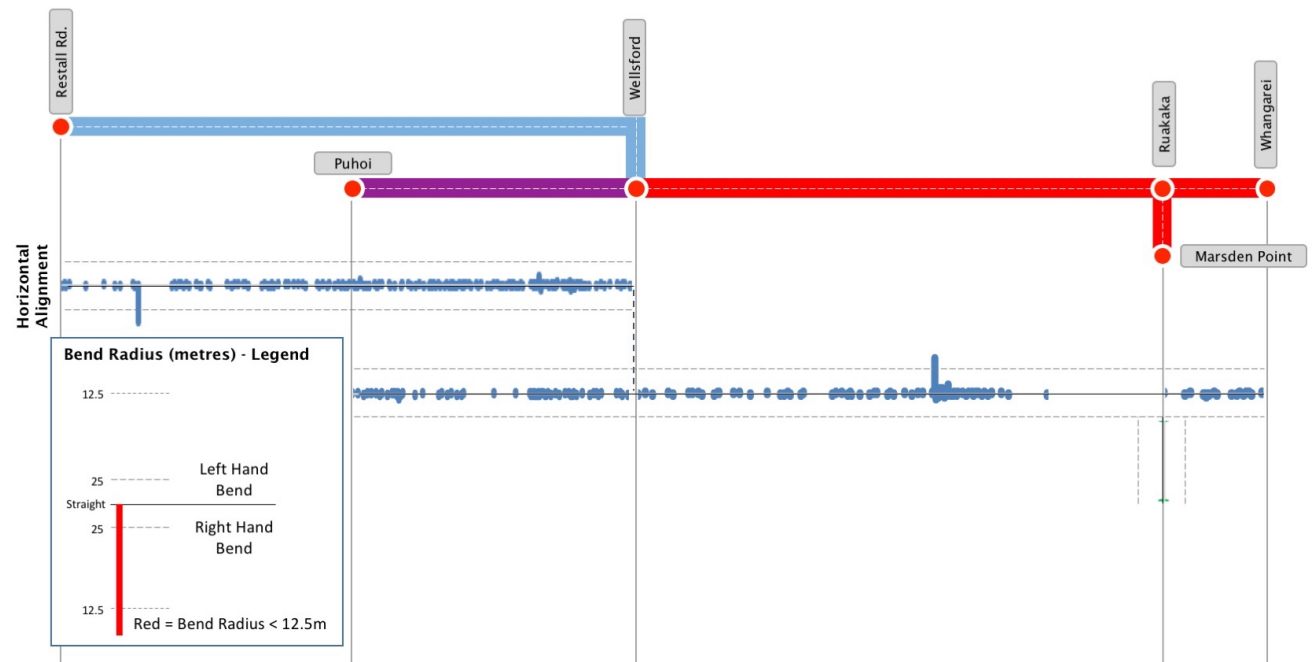 Restall Rd.
Wellsford
Ruakaka
Whangarei
Puhoi
Marsden Point
Horizontal
Alignment
Bend Radius (metres) - Legend
12.5
25
Left Hand
Bend
Straight
25
Right Hand
Bend
12.5
Red = Bend Radius < 12.5m